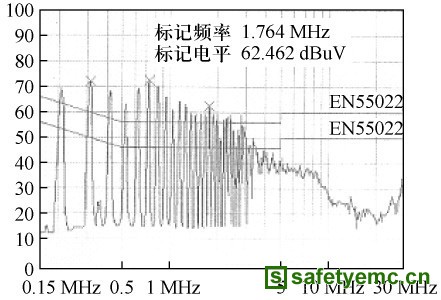 100
90
80
70
60
50
40
30
20
10
0
标记频率 1.764 MHz
标记电平 62.462 dBuV
EN55022
EN55022
0.15 MHz 0.5 1 MHz 5 10 MHz 30 MHz
S safetyemc.cn